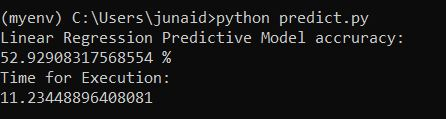 (myenv) C:\Users\junaid>python predict.py
Linear Regression Predictive Model accruracy:
52.92908317568554 %
Time for Execution:
11.23448896408081